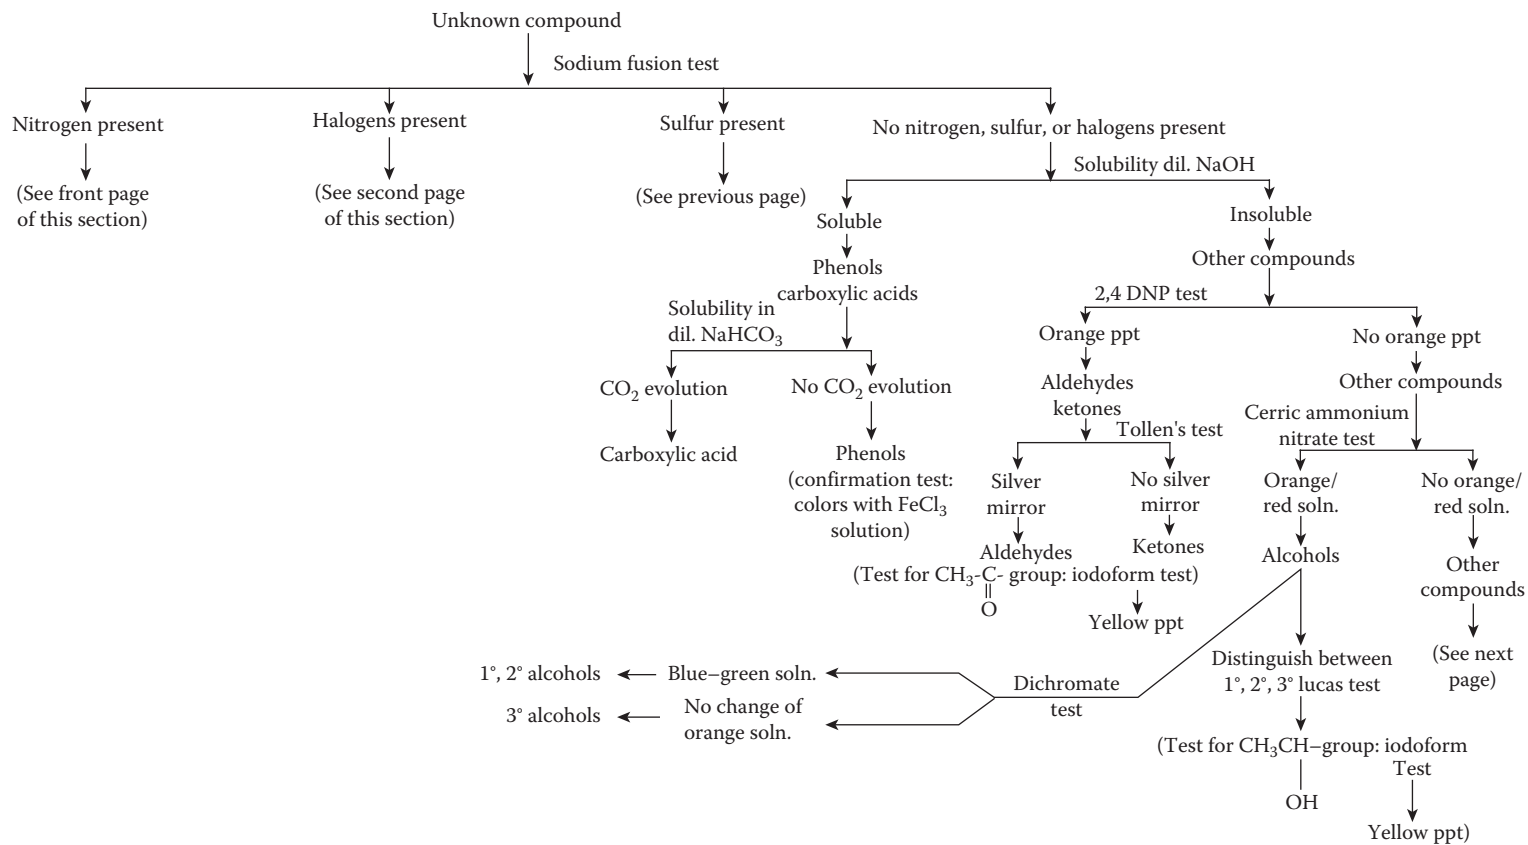 Unknown compound
Sodium fusion test
Nitrogen present
Halogens present
Sulfur present
No nitrogen, sulfur, or halogens present
(See front page
of this section)
(See second page
of this section)
(See previous page)
Solubility dil. NaOH
Soluble
Insoluble
Phenols
carboxylic acids
Other compounds
Solubility in
dil. NaHCO3
2,4 DNP test
CO2 evolution
No CO2 evolution
Carboxylic acid
Phenols
(confirmation test:
colors with FeCl3
solution)
Orange ppt
No orange ppt
Aldehydes
ketones
Other compounds
Tollen's test
Cerric ammonium
nitrate test
Silver
mirror
No silver
mirror
Orange/
red soln.
No orange/
red soln.
Aldehydes
Ketones
(Test for CH3-C- group: iodoform test)
O
Yellow ppt
Alcohols
Other
compounds
(See next
page)
Distinguish between
1°, 2°, 3° lucas test
Dichromate
test
1°, 2° alcohols
Blue–green soln.
3° alcohols
No change of
orange soln.
(Test for CH3CH–group: iodoform
Test
OH
Yellow ppt)